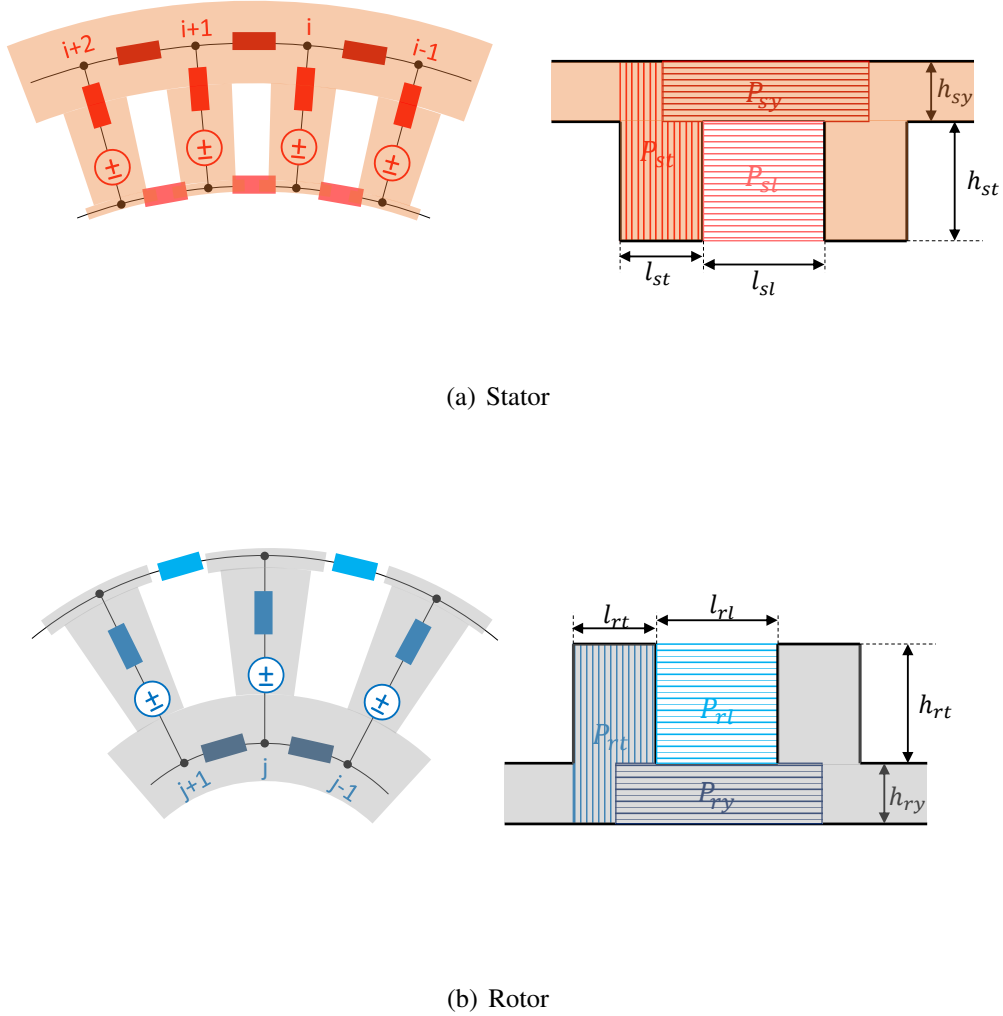 i+2 i+1 i i-1
±
±
±
±
P_sy
h_sy
P_st
P_sl
h_st
l_st
l_sl
(a) Stator
±
±
±
j+1 j j-1
l_rt
l_rl
P_rl
P_rt
h_rt
P_ry
h_ry
(b) Rotor